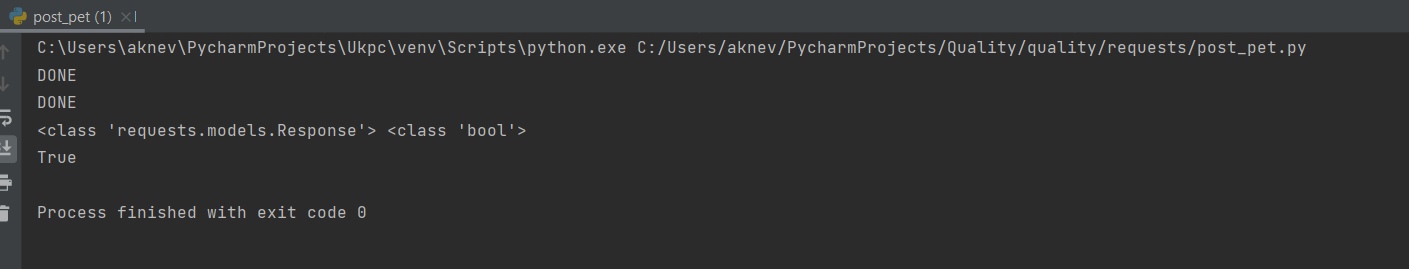 post_pet (1)
C:\Users\aknev\PycharmProjects\Ukpc\venv\Scripts\python.exe C:/Users/aknev/PycharmProjects/Quality/quality/requests/post_pet.py
DONE
DONE
<class 'requests.models.Response'> <class 'bool'>
True
Process finished with exit code 0